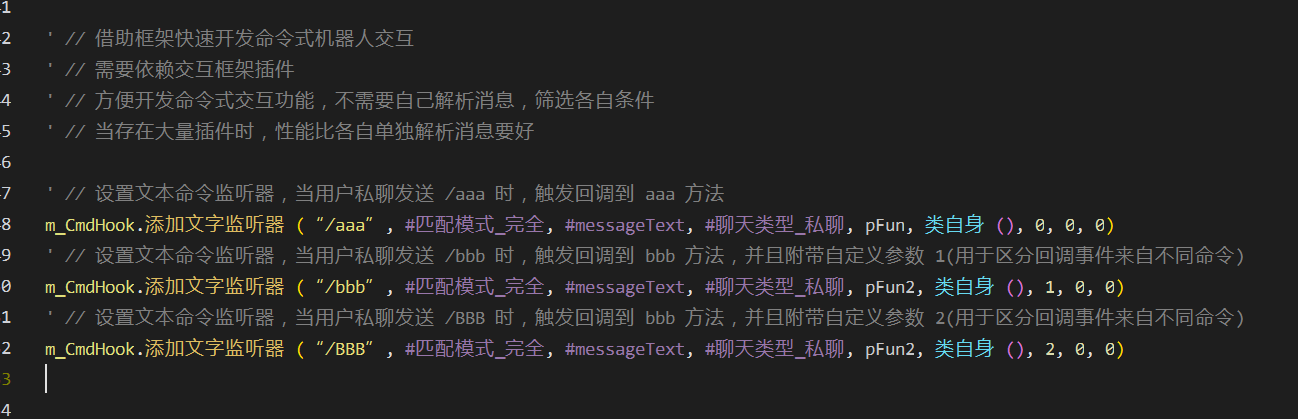 1
2 ' // 借助框架快速开发命令式机器人交互
3 ' // 需要依赖交互框架插件
4 ' // 方便开发命令式交互功能，不需要自己解析消息，筛选各自条件
5 ' // 当存在大量插件时，性能比各自单独解析消息要好
6
7 ' // 设置文本命令监听器，当用户私聊发送 /aaa 时，触发回调到 aaa 方法
8 m_CmdHook.添加文字监听器 (“/aaa” , #匹配模式_完全, #messageText, #聊天类型_私聊, pFun, 类自身 (), 0, 0, 0)
9 ' // 设置文本命令监听器，当用户私聊发送 /bbb 时，触发回调到 bbb 方法，并且附带自定义参数 1(用于区分回调事件来自不同命令)
0 m_CmdHook.添加文字监听器 (“/bbb” , #匹配模式_完全, #messageText, #聊天类型_私聊, pFun2, 类自身 (), 1, 0, 0)
1 ' // 设置文本命令监听器，当用户私聊发送 /BBB 时，触发回调到 bbb 方法，并且附带自定义参数 2(用于区分回调事件来自不同命令)
2 m_CmdHook.添加文字监听器 (“/BBB” , #匹配模式_完全, #messageText, #聊天类型_私聊, pFun2, 类自身 (), 2, 0, 0)
3
4